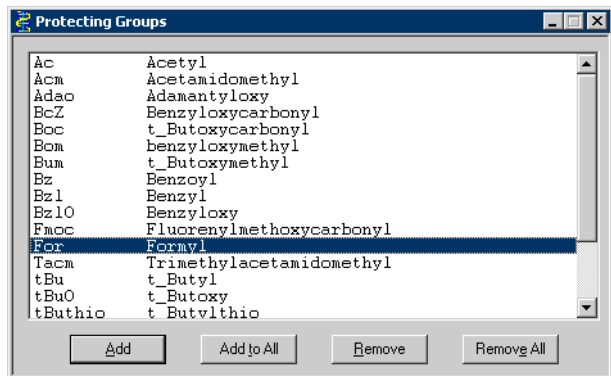 Protecting Groups
Ac Acetyl
Acm Acetamidomethyl
Adao Adamantyloxy
BcZ Benzyloxycarbonyl
Boc t_Butoxycarbonyl
Bom benzyloxymethyl
Bum t_Butoxymethyl
Bz Benzoyl
Bzl Benzyl
BzlO Benzyloxy
Fmoc Fluorenylmethoxycarbonyl
For Formyl
Tacm Trimethylacetamidomethyl
tBu t_Butyl
tBuO t_Butoxy
tButhio t_Butylthio
Add Add to All Remove Remove All